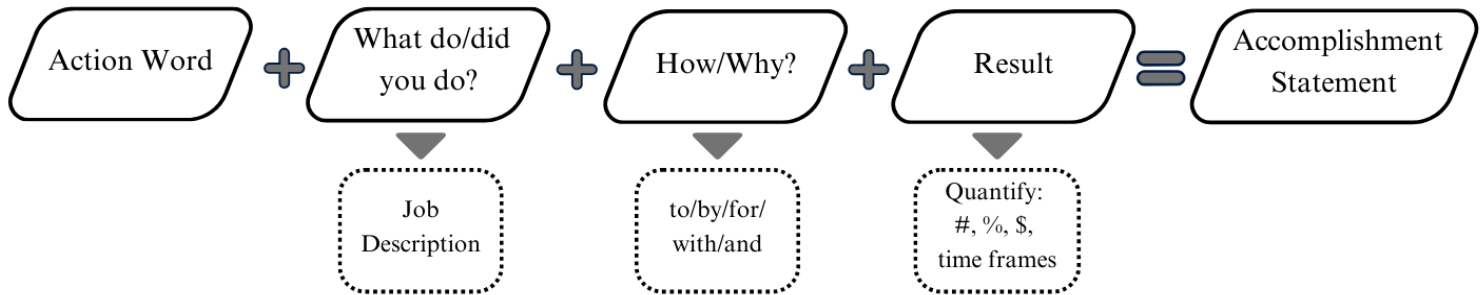 Action Word
What do/did
you do?
How/Why?
Result
Accomplishment
Statement
Job
Description
to/by/for/
with/and
Quantify:
#, %, $,
time frames